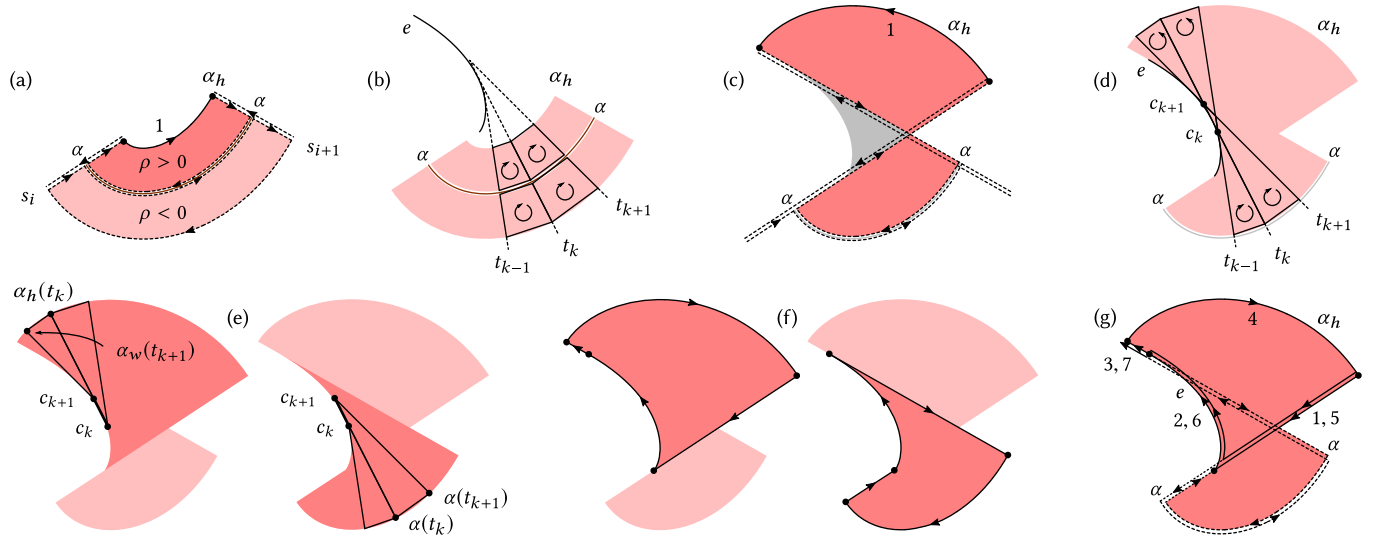 (a)
α_h
α
1
α
ρ > 0
s_{i+1}
s_i
ρ < 0
(b)
e
α_h
α
α
t_{k+1}
t_k
t_{k−1}
(c)
1
α_h
α
α
(d)
α_h
e
c_{k+1}
c_k
α
α
t_{k+1}
t_k
t_{k−1}
α_h(t_k)
α_w(t_{k+1})
c_{k+1}
c_k
(e)
c_{k+1}
c_k
α(t_{k+1})
α(t_k)
(f)
(g)
4
α_h
3, 7
e
2, 6
1, 5
α
α